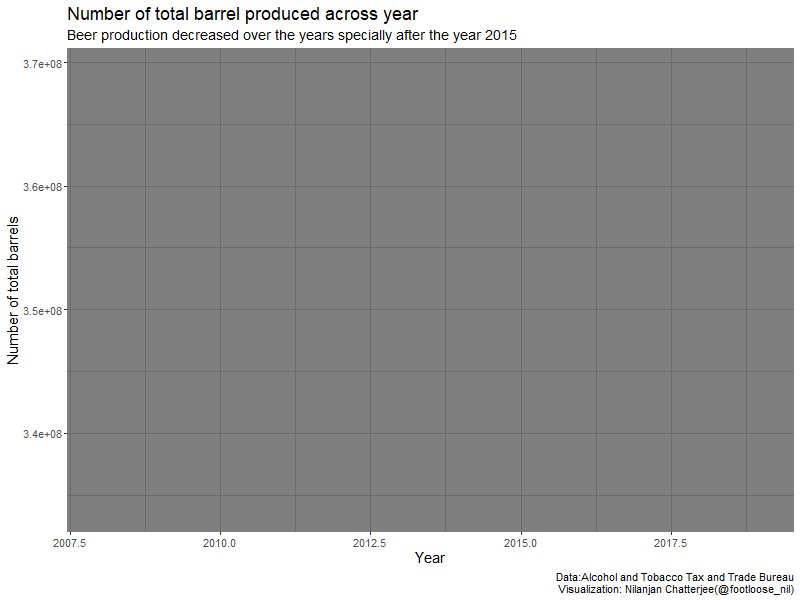 Number of total barrel produced across year
Beer production decreased over the years specially after the year 2015
Number of total barrels
3.7e+08
3.6e+08
3.5e+08
3.4e+08
2007.5 2010.0 2012.5 2015.0 2017.5
Year
Data:Alcohol and Tobacco Tax and Trade Bureau
Visualization: Nilanjan Chatterjee(@footloose_nil)